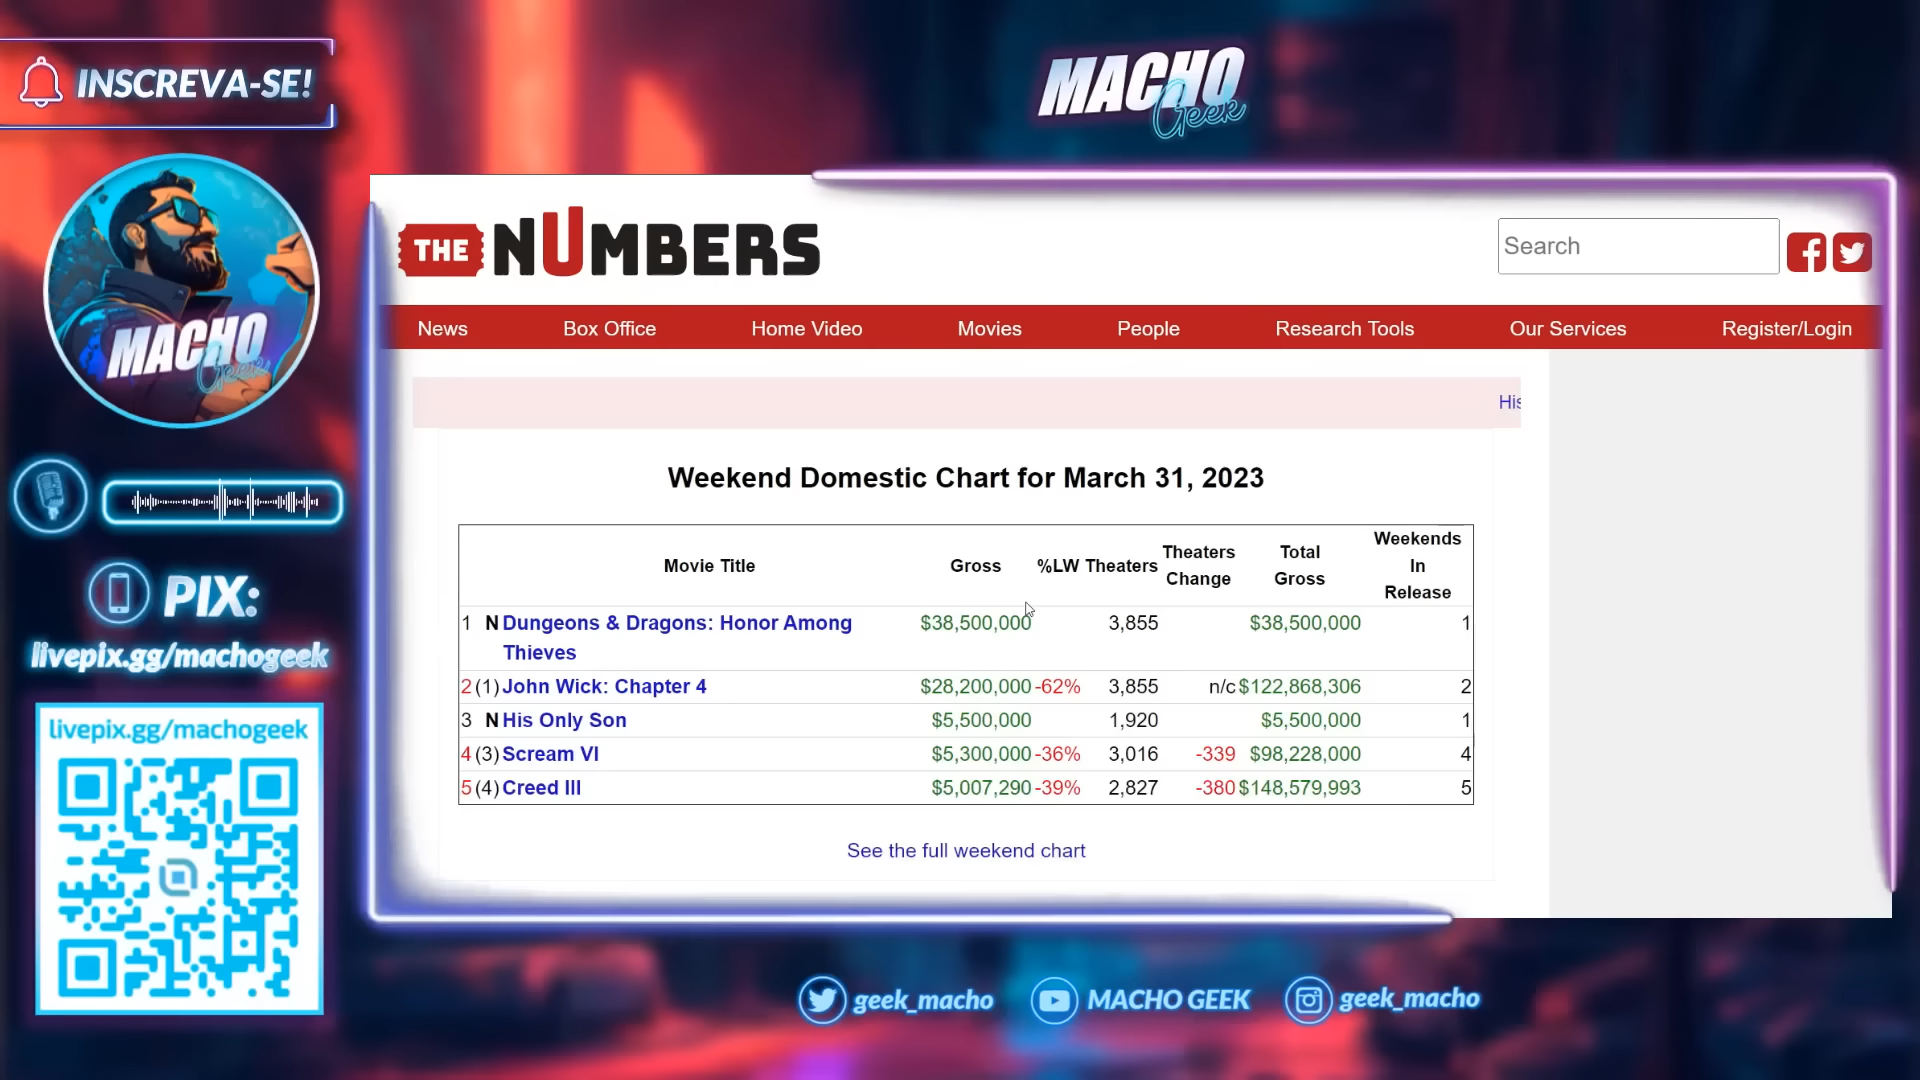 INSCREVA-SE!
MACHO
Geek
MACHO
Geek
PIX:
livepix.gg/machogeek
livepix.gg/machogeek
THE NUMBERS
Search
News Box Office Home Video Movies People Research Tools Our Services Register/Login
His
Weekend Domestic Chart for March 31, 2023
Movie Title Gross %LW Theaters Theaters Change Total Gross Weekends In Release
1 N Dungeons & Dragons: Honor Among Thieves $38,500,000 3,855 $38,500,000 1
2 (1) John Wick: Chapter 4 $28,200,000 -62% 3,855 n/c $122,868,306 2
3 N His Only Son $5,500,000 1,920 $5,500,000 1
4 (3) Scream VI $5,300,000 -36% 3,016 -339 $98,228,000 4
5 (4) Creed III $5,007,290 -39% 2,827 -380 $148,579,993 5
See the full weekend chart
geek_macho MACHO GEEK geek_macho